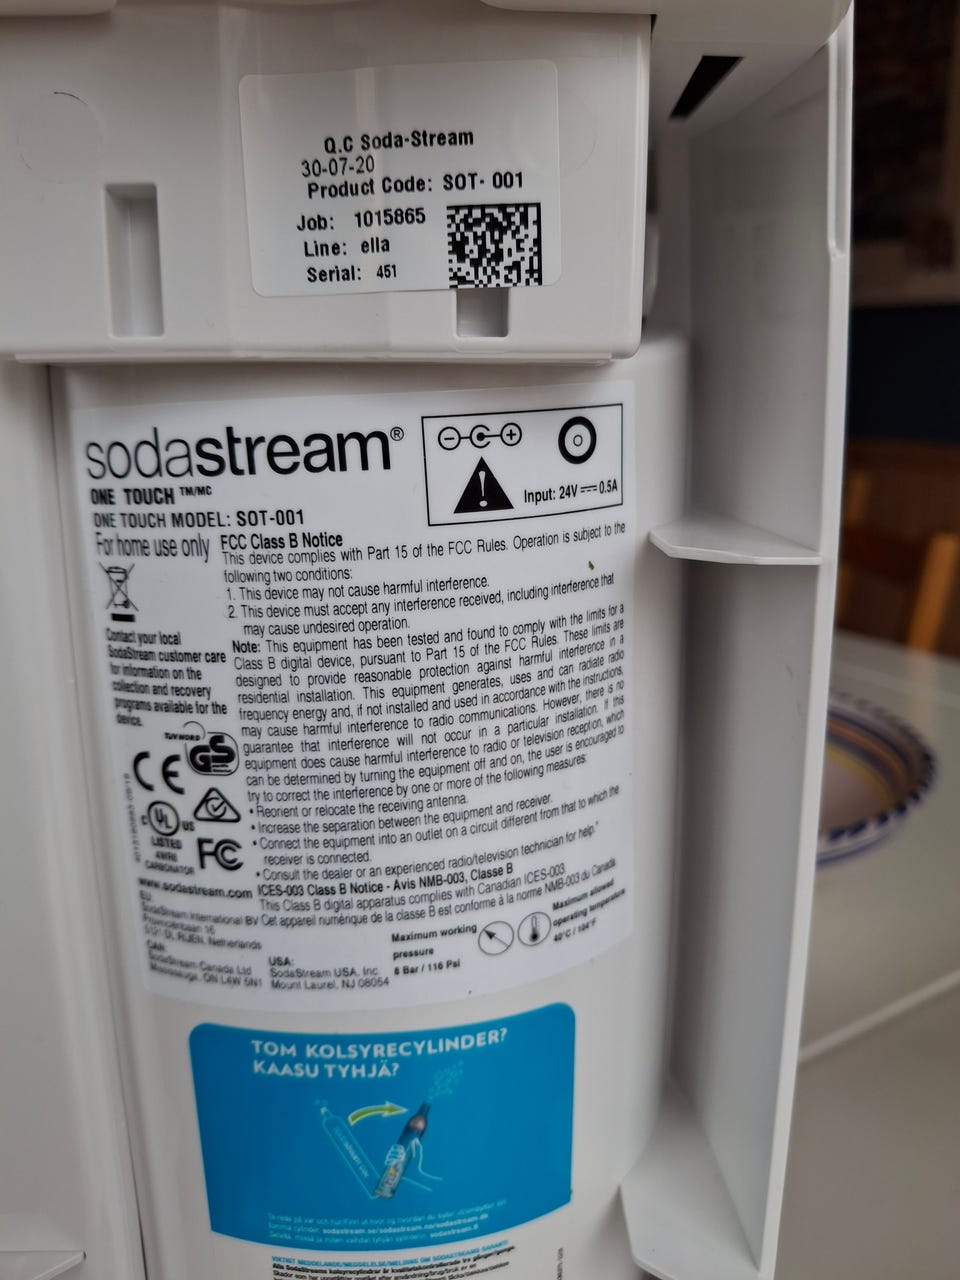 Q.C Soda-Stream
30-07-20
Product Code: SOT- 001
Job: 1015865
Line: ella
Serial: 451
sodastream®
ONE TOUCH TM/MC
ONE TOUCH MODEL: SOT-001
For home use only
Input: 24V 0.5A
Contact your local
SodaStream customer care
for information on the
collection and recovery
programs available for the
device.
FCC Class B Notice
This device complies with Part 15 of the FCC Rules. Operation is subject to the
following two conditions:
1. This device may not cause harmful interference.
2. This device must accept any interference received, including interference that
may cause undesired operation.
Note: This equipment has been tested and found to comply with the limits for a
Class B digital device, pursuant to Part 15 of the FCC Rules. These limits are
designed to provide reasonable protection against harmful interference in a
residential installation. This equipment generates, uses and can radiate radio
frequency energy and, if not installed and used in accordance with the instructions,
may cause harmful interference to radio communications. However, there is no
guarantee that interference will not occur in a particular installation. If this
equipment does cause harmful interference to radio or television reception, which
can be determined by turning the equipment off and on, the user is encouraged to
try to correct the interference by one or more of the following measures:
• Reorient or relocate the receiving antenna.
• Increase the separation between the equipment and receiver.
• Connect the equipment into an outlet on a circuit different from that to which the
receiver is connected.
• Consult the dealer or an experienced radio/television technician for help."
TUV NORD
GS
CE
C UL US
LISTED
CARBONATOR
FC
ICES-003 Class B Notice - Avis NMB-003, Classe B
This Class B digital apparatus complies with Canadian ICES-003
Cet appareil numérique de la classe B est conforme à la norme NMB-003 du Canada
www.sodastream.com
EU
SodaStream International BV
Provinciënbaan 16
5121 DL RIJEN, Netherlands
CAN:
SodaStream Canada Ltd
Mississauga, ON L4W 5N1
USA:
SodaStream USA, Inc.
Mount Laurel, NJ 08054
Maximum working
pressure
8 Bar / 116 Psi
Maximum allowed
operating temperature
40°C / 104°F
TOM KOLSYRECYLINDER?
KAASU TYHJÄ?
VIKTIGT MEDDELANDE/MEDDELELSE/MELDING OM SODASTREAMS GARANTI